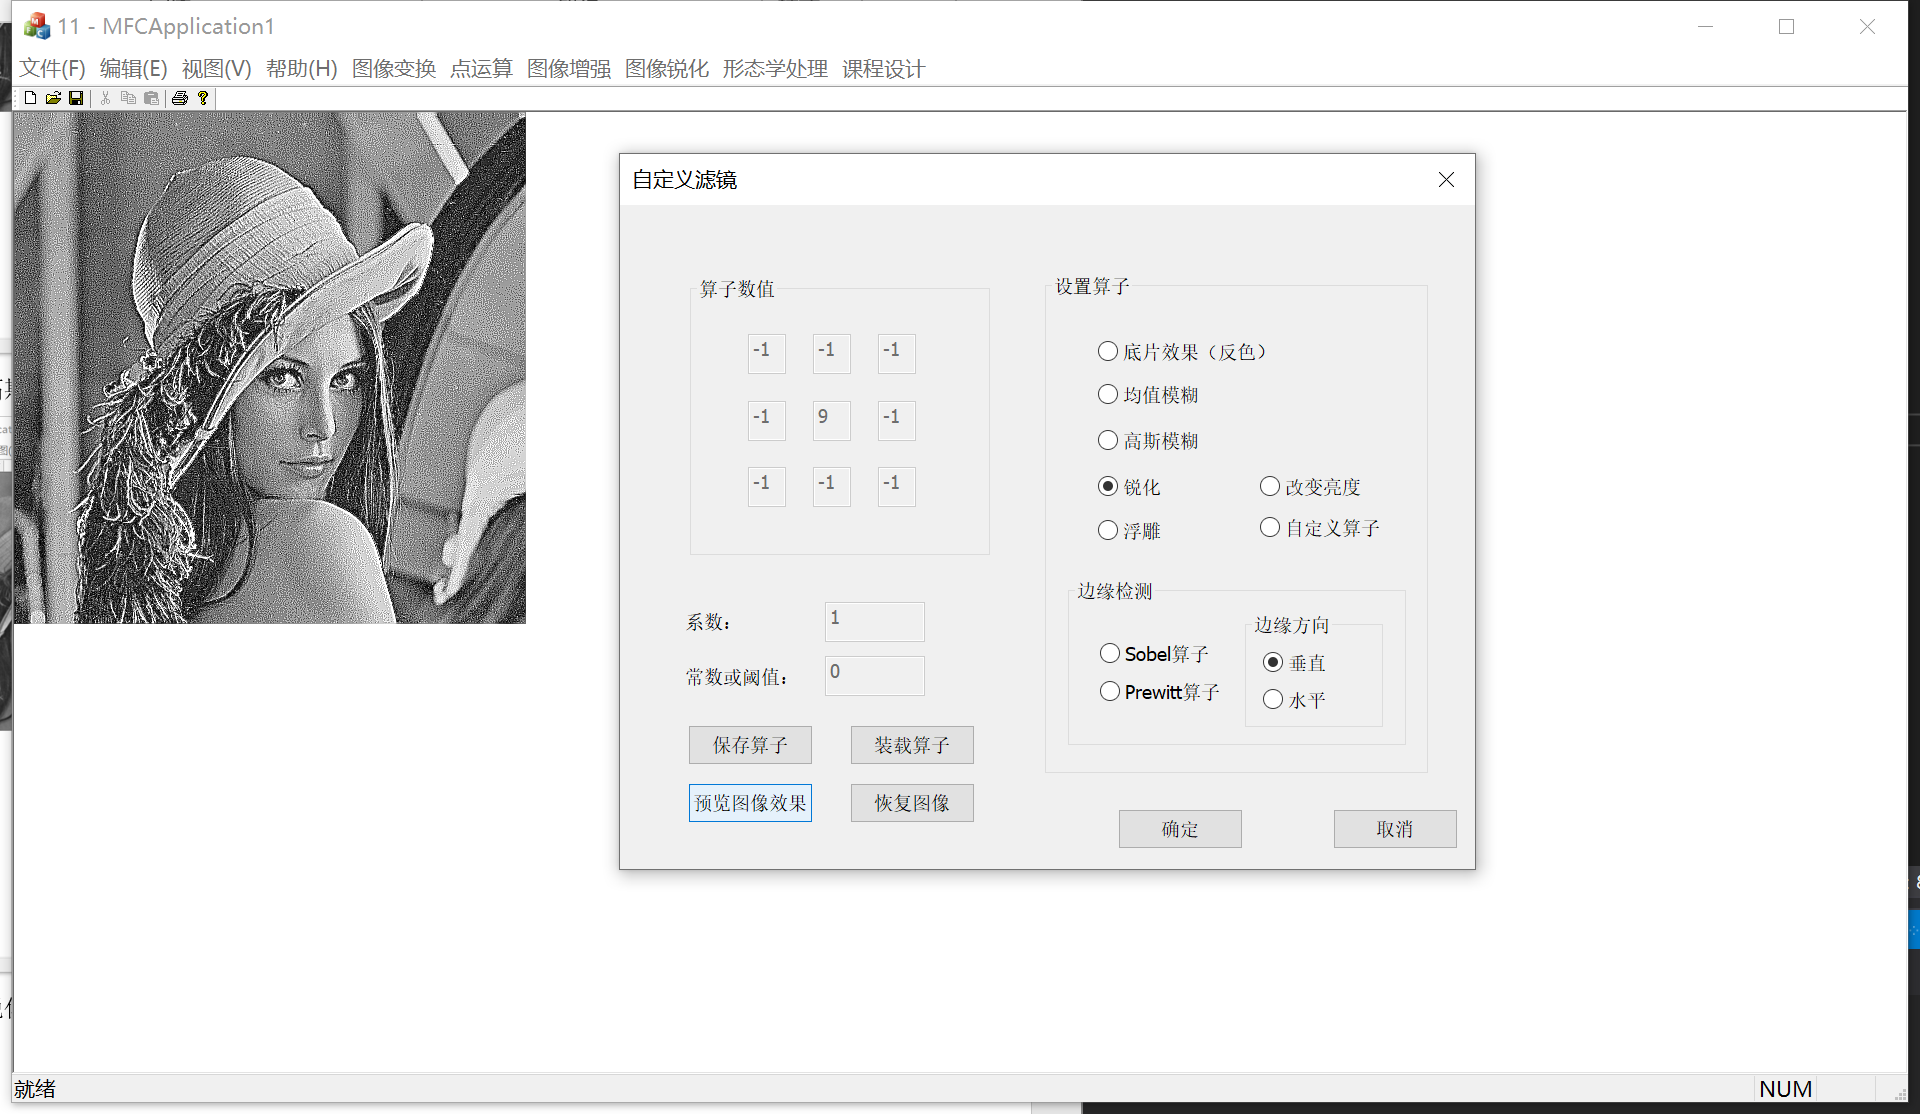 11 - MFCApplication1
文件(F) 编辑(E) 视图(V) 帮助(H) 图像变换 点运算 图像增强 图像锐化 形态学处理 课程设计
自定义滤镜
算子数值
-1 -1 -1
-1 9 -1
-1 -1 -1
系数：
1
常数或阈值：
0
保存算子
装载算子
预览图像效果
恢复图像
设置算子
底片效果（反色）
均值模糊
高斯模糊
锐化
改变亮度
浮雕
自定义算子
边缘检测
Sobel算子
Prewitt算子
边缘方向
垂直
水平
确定
取消
就绪
NUM